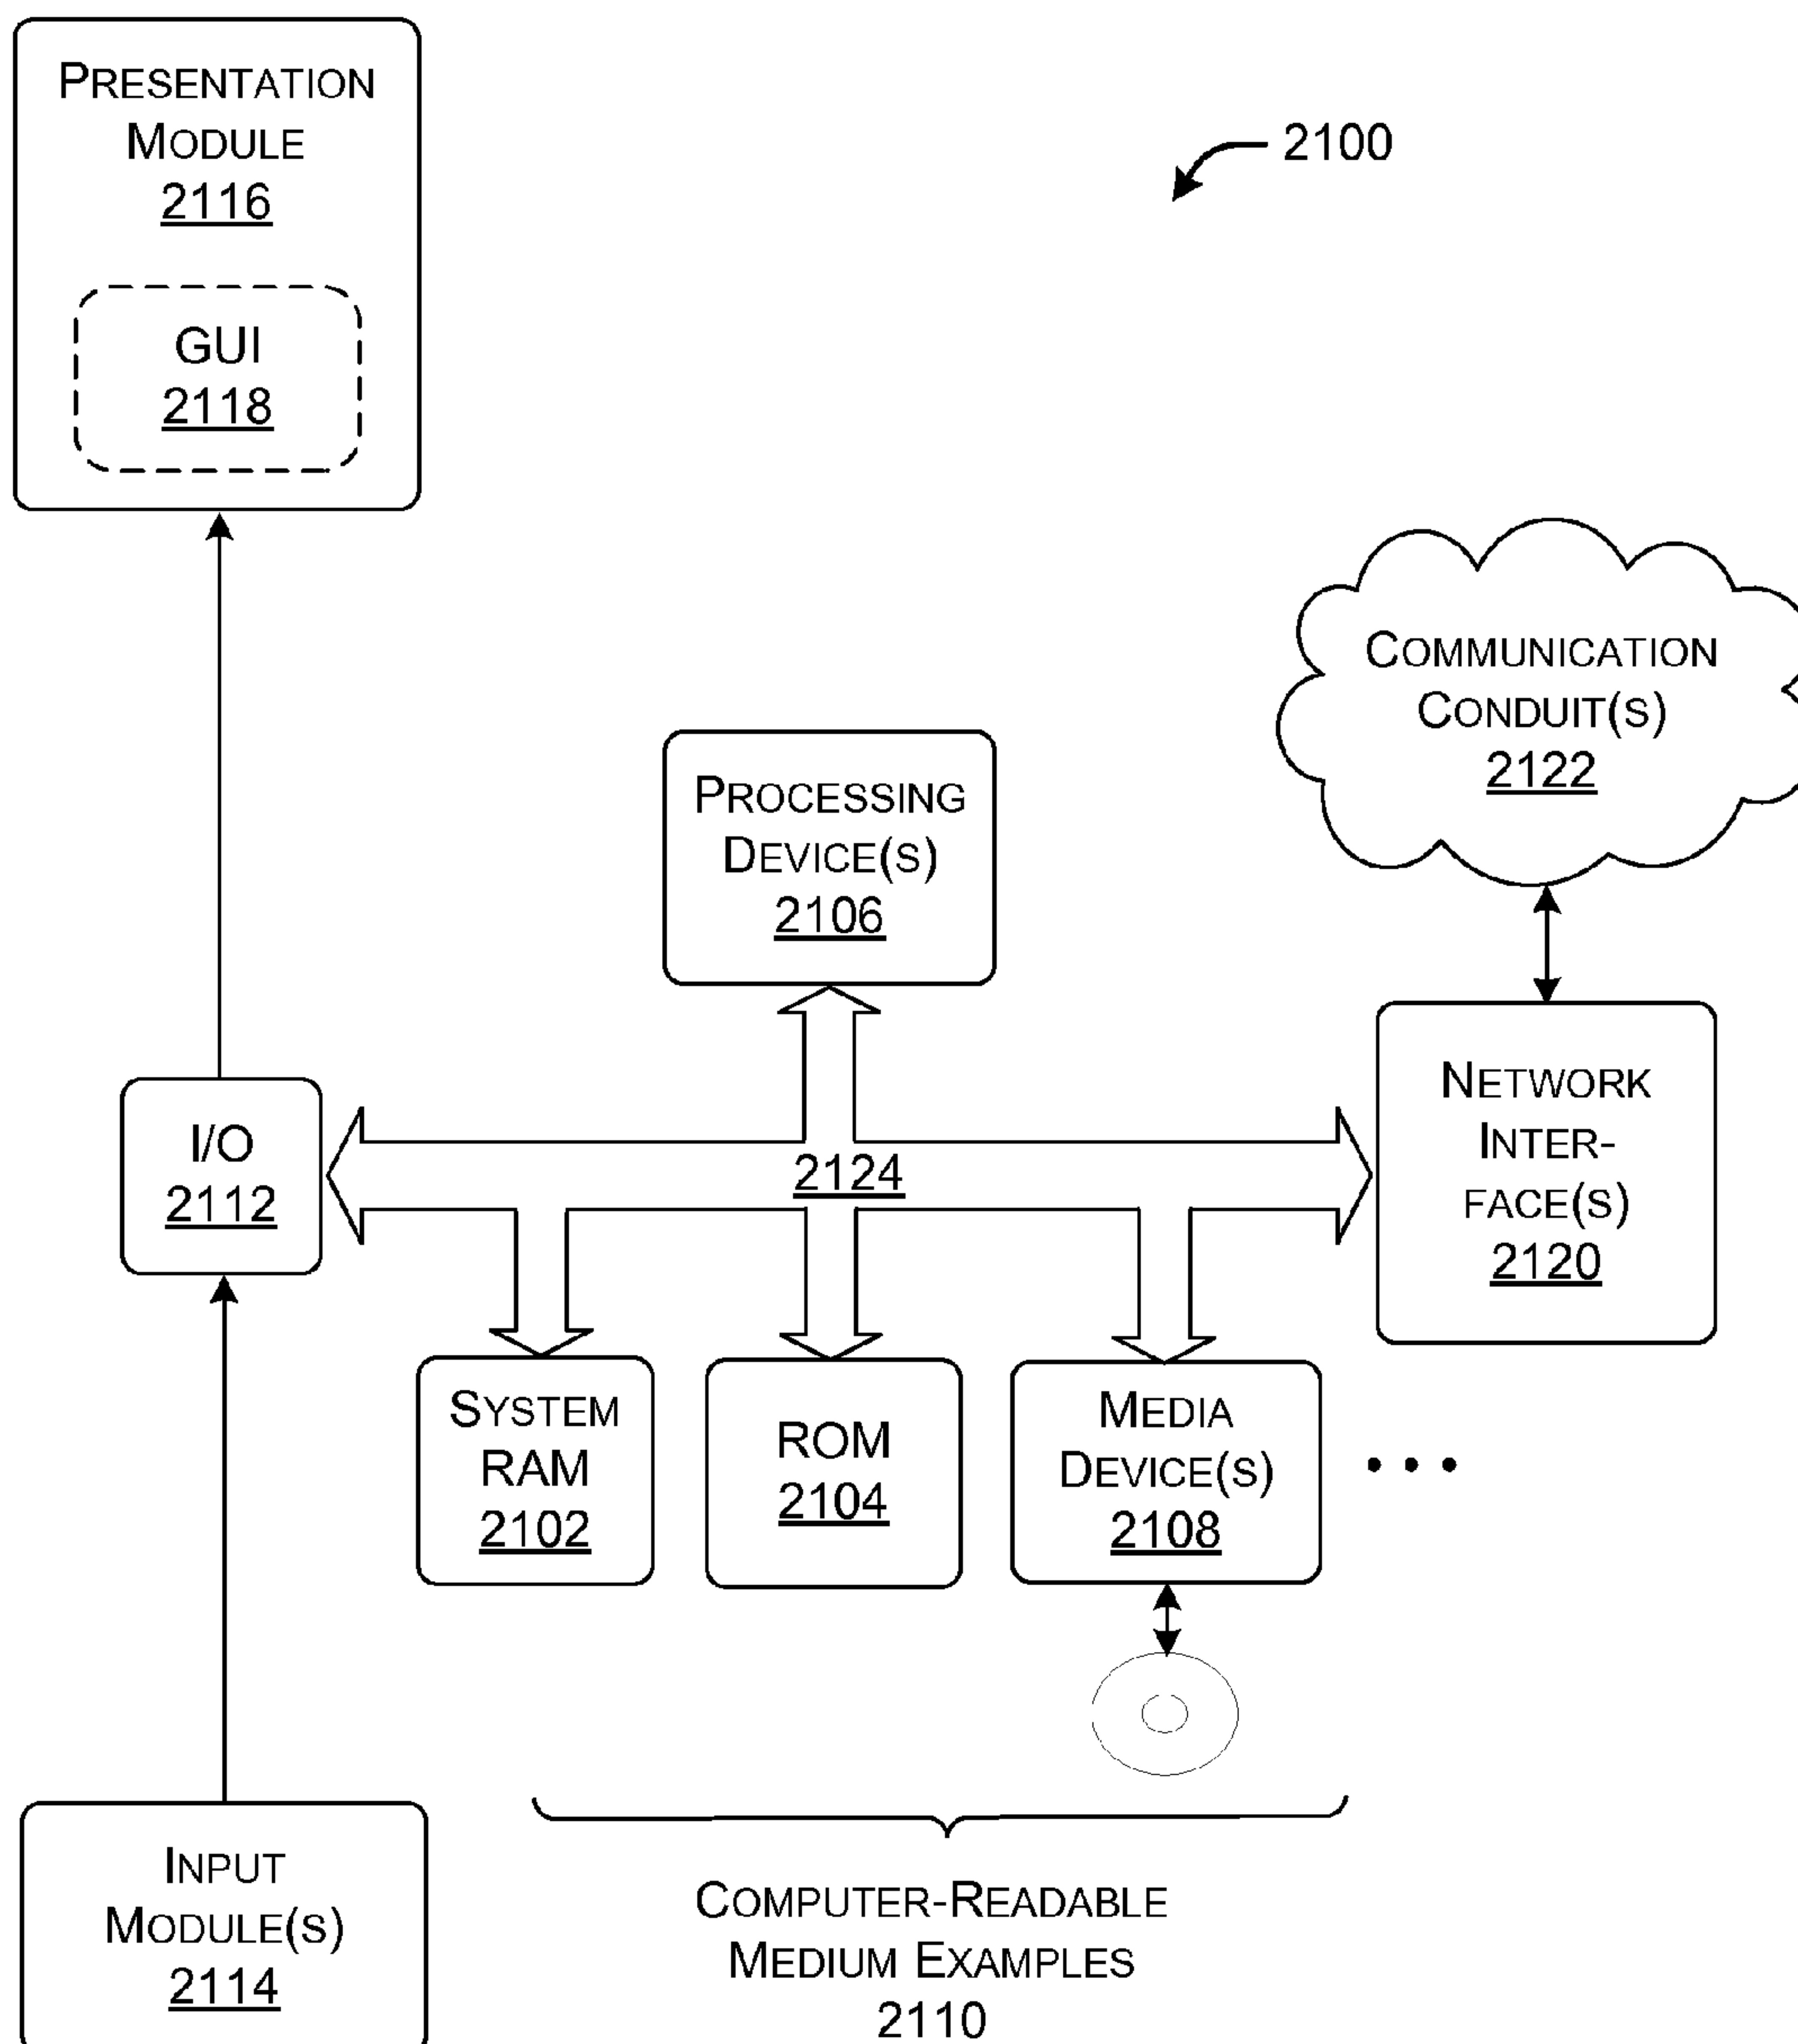 PRESENTATION
MODULE
2116
GUI
2118
2100
COMMUNICATION
CONDUIT(S)
2122
PROCESSING
DEVICE(S)
2106
I/O
2112
2124
NETWORK
INTER-
FACE(S)
2120
SYSTEM
RAM
2102
ROM
2104
MEDIA
DEVICE(S)
2108
• • •
INPUT
MODULE(S)
2114
COMPUTER-READABLE
MEDIUM EXAMPLES
2110